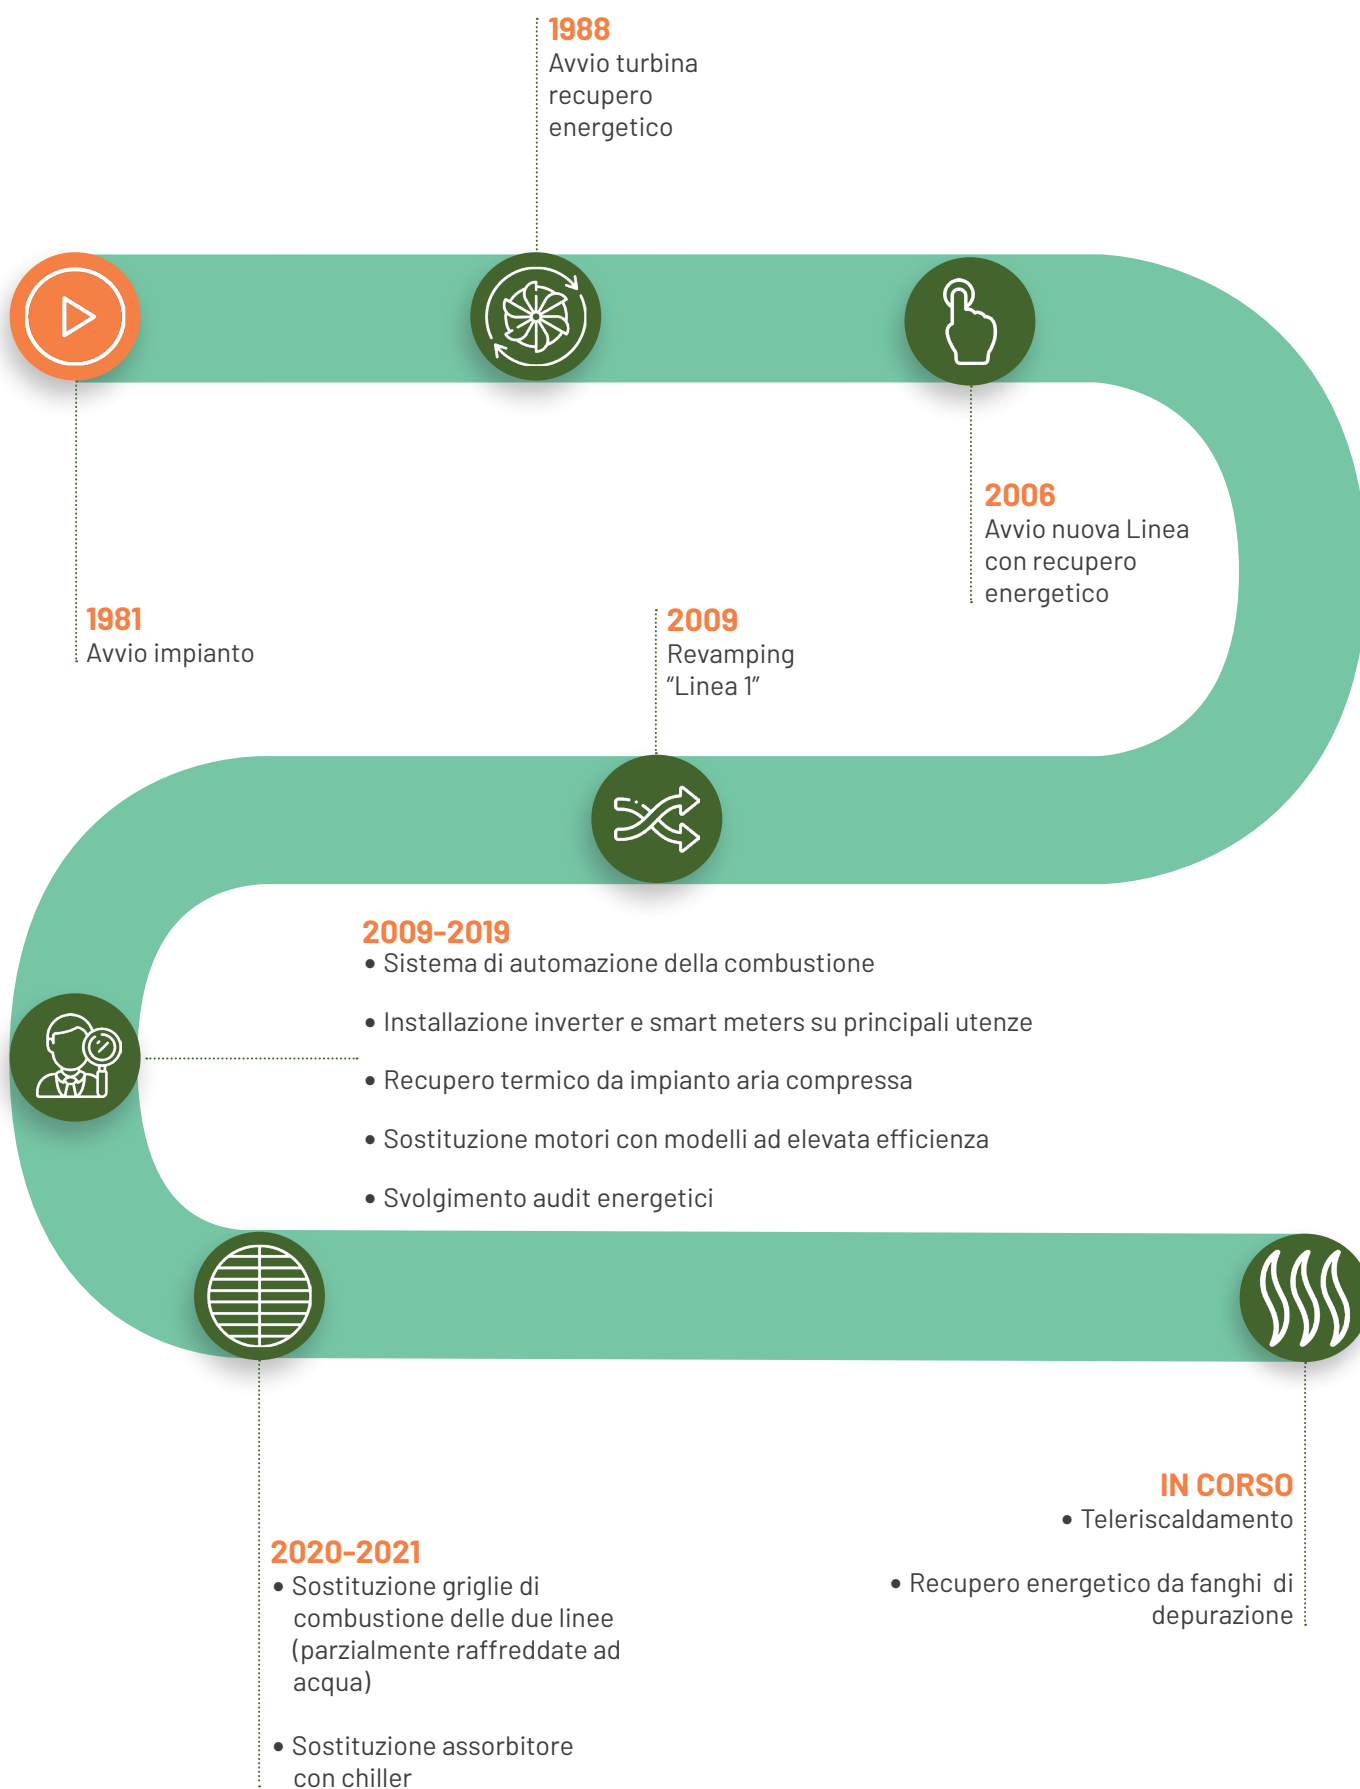 1988
Avvio turbina
recupero
energetico
2006
Avvio nuova Linea
con recupero
energetico
1981
Avvio impianto
2009
Revamping
“Linea 1”
2009-2019
• Sistema di automazione della combustione
• Installazione inverter e smart meters su principali utenze
• Recupero termico da impianto aria compressa
• Sostituzione motori con modelli ad elevata efficienza
• Svolgimento audit energetici
2020-2021
• Sostituzione griglie di
combustione delle due linee
(parzialmente raffreddate ad
acqua)
• Sostituzione assorbitore
con chiller
IN CORSO
• Teleriscaldamento
• Recupero energetico da fanghi di
depurazione